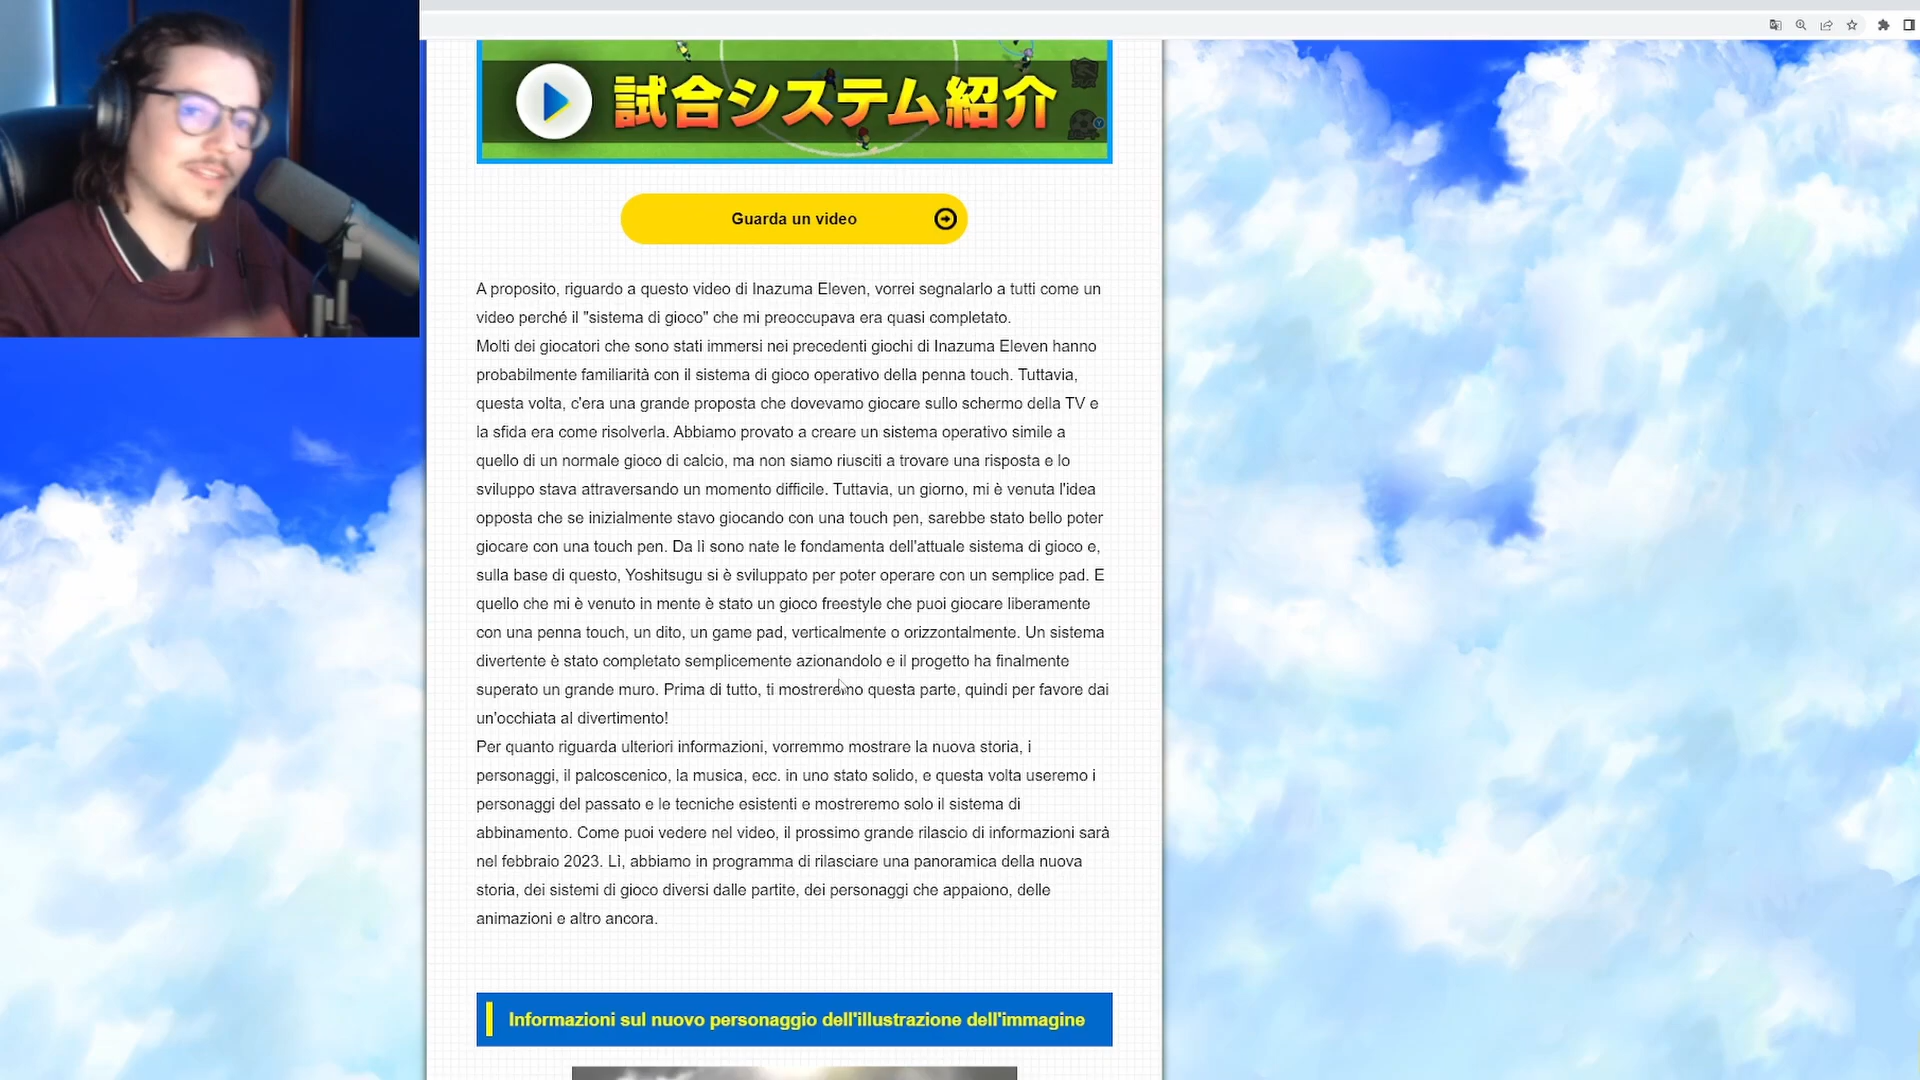 試合システム紹介
Guarda un video
A proposito, riguardo a questo video di Inazuma Eleven, vorrei segnalarlo a tutti come un
video perché il "sistema di gioco" che mi preoccupava era quasi completato.
Molti dei giocatori che sono stati immersi nei precedenti giochi di Inazuma Eleven hanno
probabilmente familiarità con il sistema di gioco operativo della penna touch. Tuttavia,
questa volta, c'era una grande proposta che dovevamo giocare sullo schermo della TV e
la sfida era come risolverla. Abbiamo provato a creare un sistema operativo simile a
quello di un normale gioco di calcio, ma non siamo riusciti a trovare una risposta e lo
sviluppo stava attraversando un momento difficile. Tuttavia, un giorno, mi è venuta l'idea
opposta che se inizialmente stavo giocando con una touch pen, sarebbe stato bello poter
giocare con una touch pen. Da lì sono nate le fondamenta dell'attuale sistema di gioco e,
sulla base di questo, Yoshitsugu si è sviluppato per poter operare con un semplice pad. E
quello che mi è venuto in mente è stato un gioco freestyle che puoi giocare liberamente
con una penna touch, un dito, un game pad, verticalmente o orizzontalmente. Un sistema
divertente è stato completato semplicemente azionandolo e il progetto ha finalmente
superato un grande muro. Prima di tutto, ti mostreremo questa parte, quindi per favore dai
un'occhiata al divertimento!
Per quanto riguarda ulteriori informazioni, vorremmo mostrare la nuova storia, i
personaggi, il palcoscenico, la musica, ecc. in uno stato solido, e questa volta useremo i
personaggi del passato e le tecniche esistenti e mostreremo solo il sistema di
abbinamento. Come puoi vedere nel video, il prossimo grande rilascio di informazioni sarà
nel febbraio 2023. Lì, abbiamo in programma di rilasciare una panoramica della nuova
storia, dei sistemi di gioco diversi dalle partite, dei personaggi che appaiono, delle
animazioni e altro ancora.
Informazioni sul nuovo personaggio dell'illustrazione dell'immagine